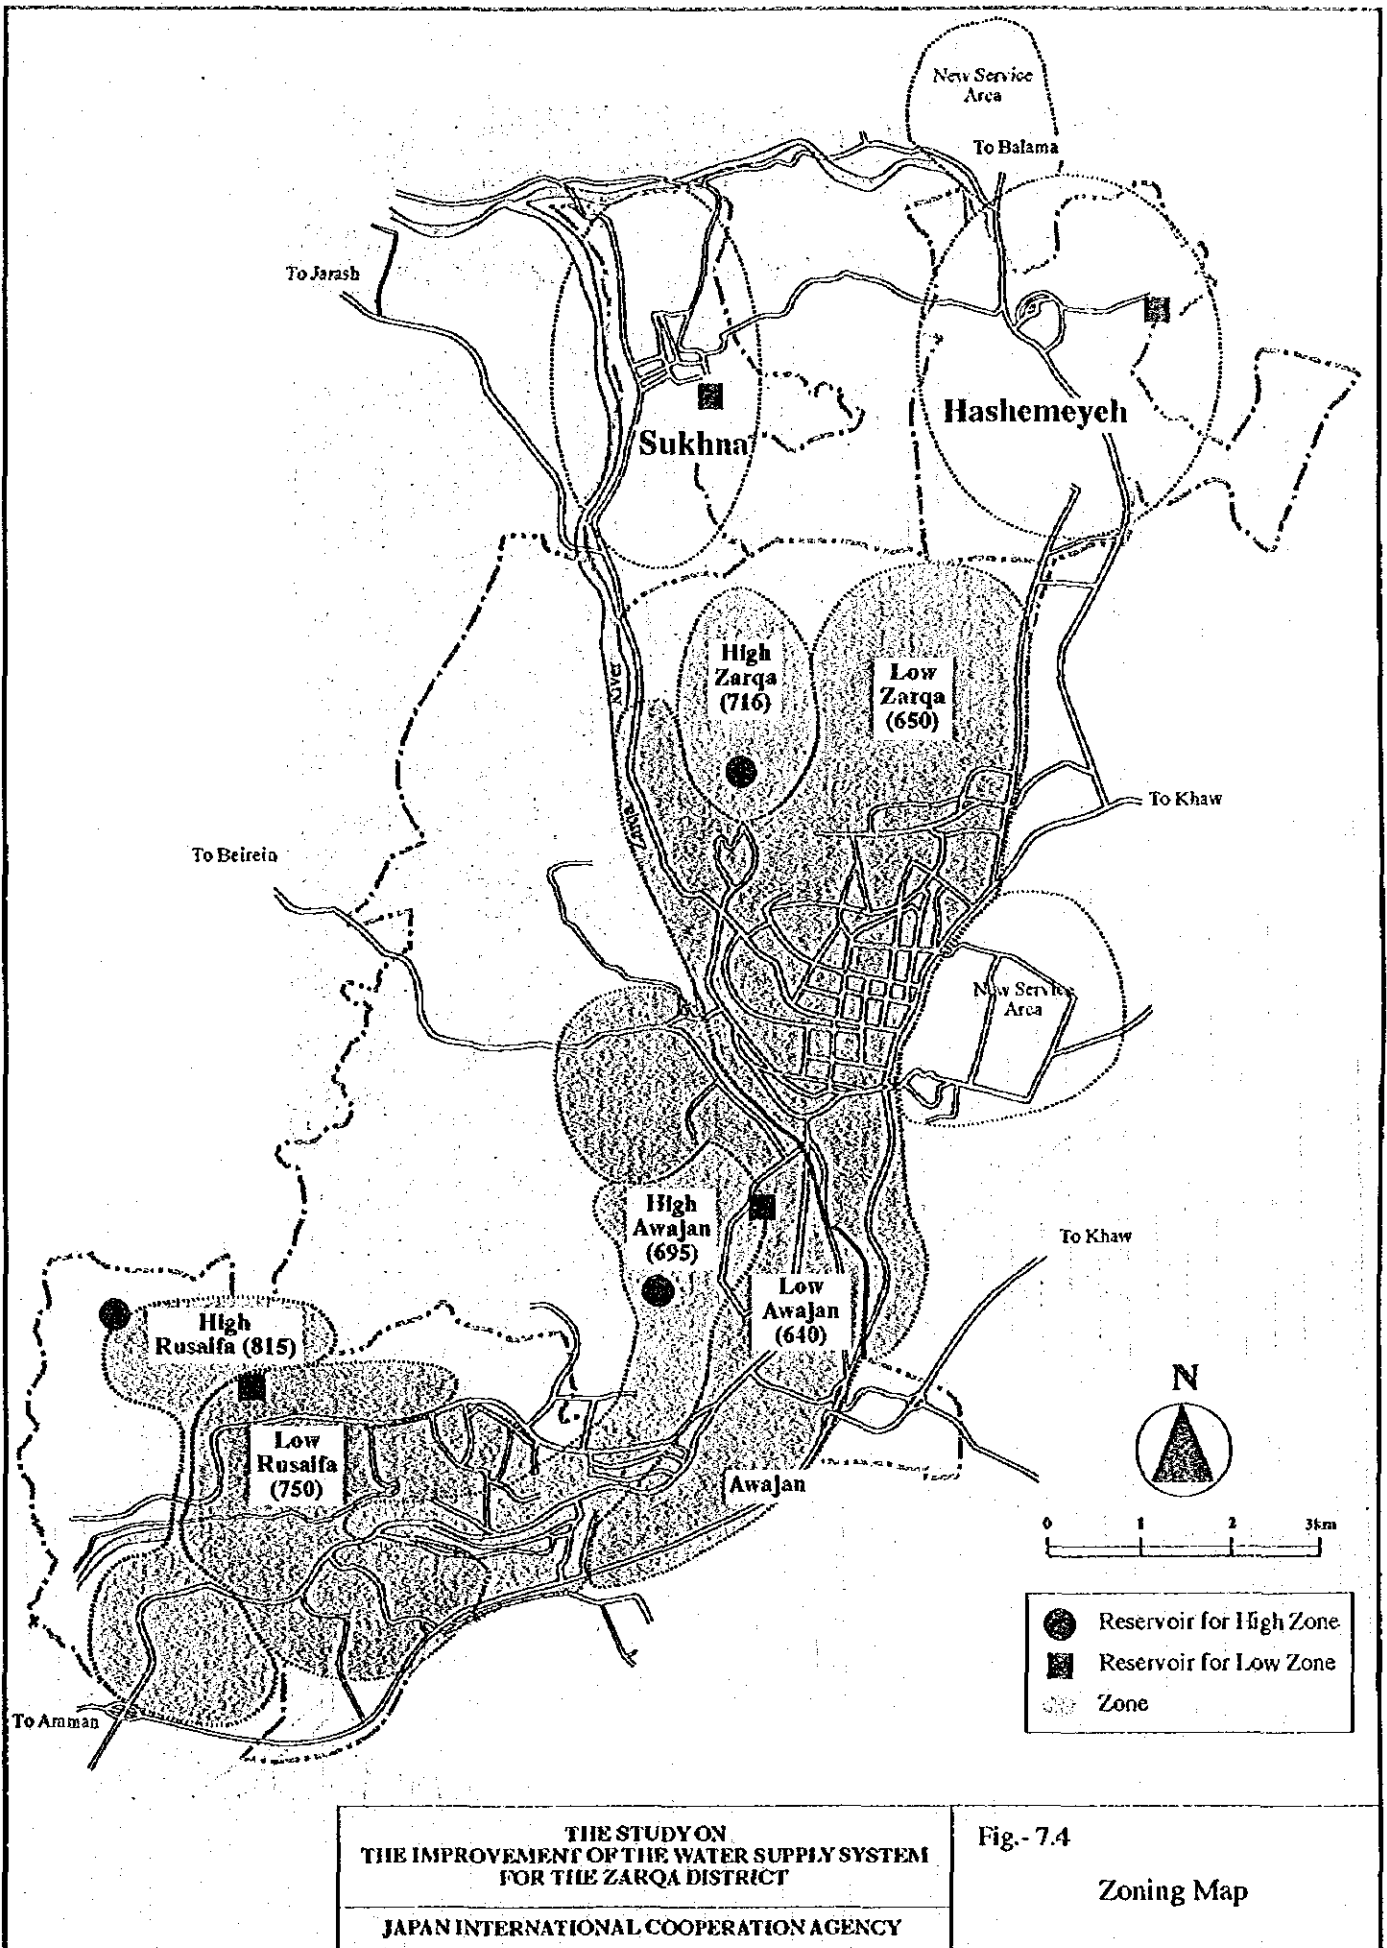 New Service
Area
To Balama
To Jarash
Hashemeyeh
Sukhna
High
Zarqa
(716)
Low
Zarqa
(650)
River
Zarqa
To Khaw
To Beirein
New Service
Area
High
Awajan
(695)
To Khaw
Low
Awajan
(640)
High
Rusaifa (815)
N
Low
Rusaifa
(750)
Awajan
0 1 2 3km
Reservoir for High Zone
Reservoir for Low Zone
Zone
To Amman
THE STUDY ON
THE IMPROVEMENT OF THE WATER SUPPLY SYSTEM
FOR THE ZARQA DISTRICT
JAPAN INTERNATIONAL COOPERATION AGENCY
Fig.- 7.4
Zoning Map